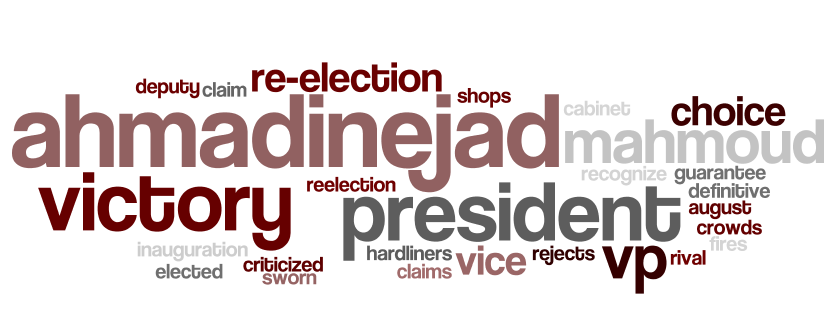 re-election
deputy claim
shops
ahmadinejad
cabinet
choice
mahmoud
recognize guarantee
victory
reelection
president
definitive
august
crowds
fires
inauguration
hardliners
rejects
vp
rival
elected
criticized
claims
vice
sworn